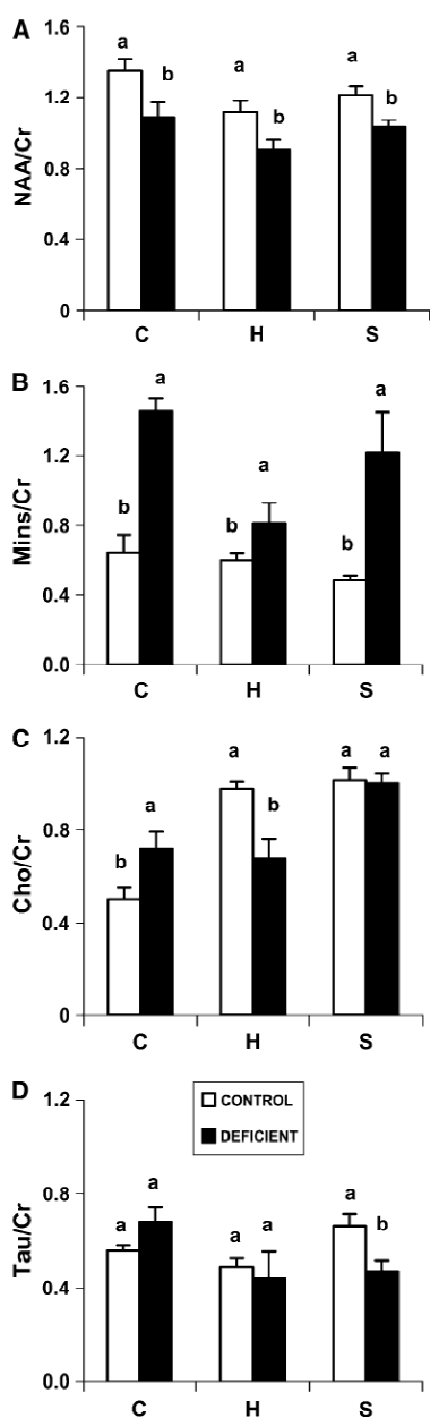 A
1.6
a
b
a
a
b
b
1.2
NAA/Cr
0.8
0.4
0
C H S
B
1.6
a
a
1.2
a
b
b
b
0.8
Mins/Cr
0.4
0.0
C H S
C
1.2
a
a a
a
b
b
0.8
Cho/Cr
0.4
0
C H S
D
1.2
CONTROL
DEFICIENT
0.8
a
a
a
a a
b
Tau/Cr
0.4
0.0
C H S